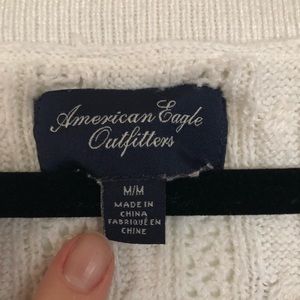 American Eagle
Outfitters
M/M
MADE IN
CHINA
FABRIQUÉ EN
CHINE